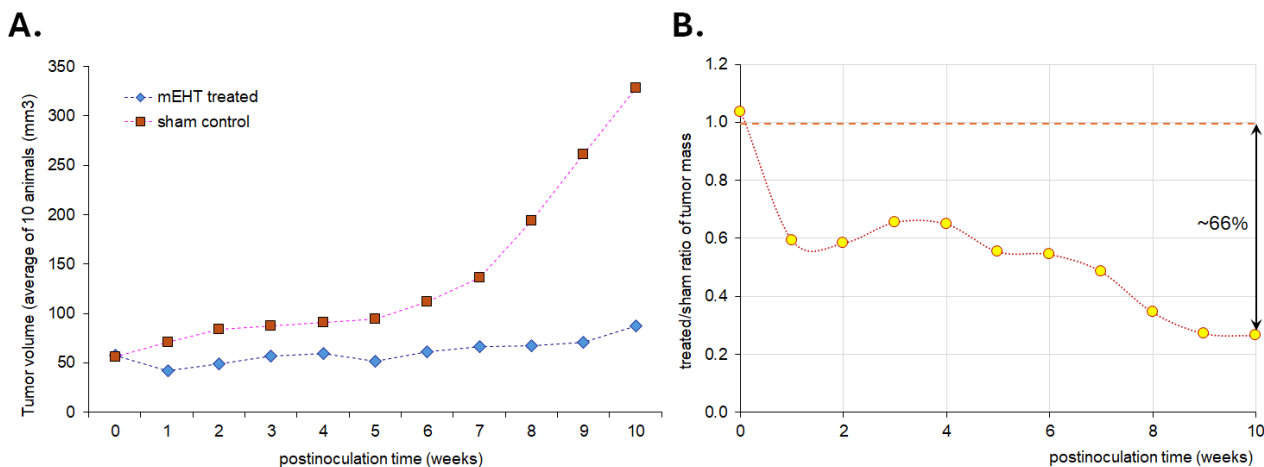 A.
B.
Tumor volume (average of 10 animals (mm3)
350
300
250
200
150
100
50
0
mEHT treated
sham control
0 1 2 3 4 5 6 7 8 9 10
postinoculation time (weeks)
treated/sham ratio of tumor mass
1.2
1.0
0.8
0.6
0.4
0.2
0.0
~66%
0 2 4 6 8 10
postinoculation time (weeks)